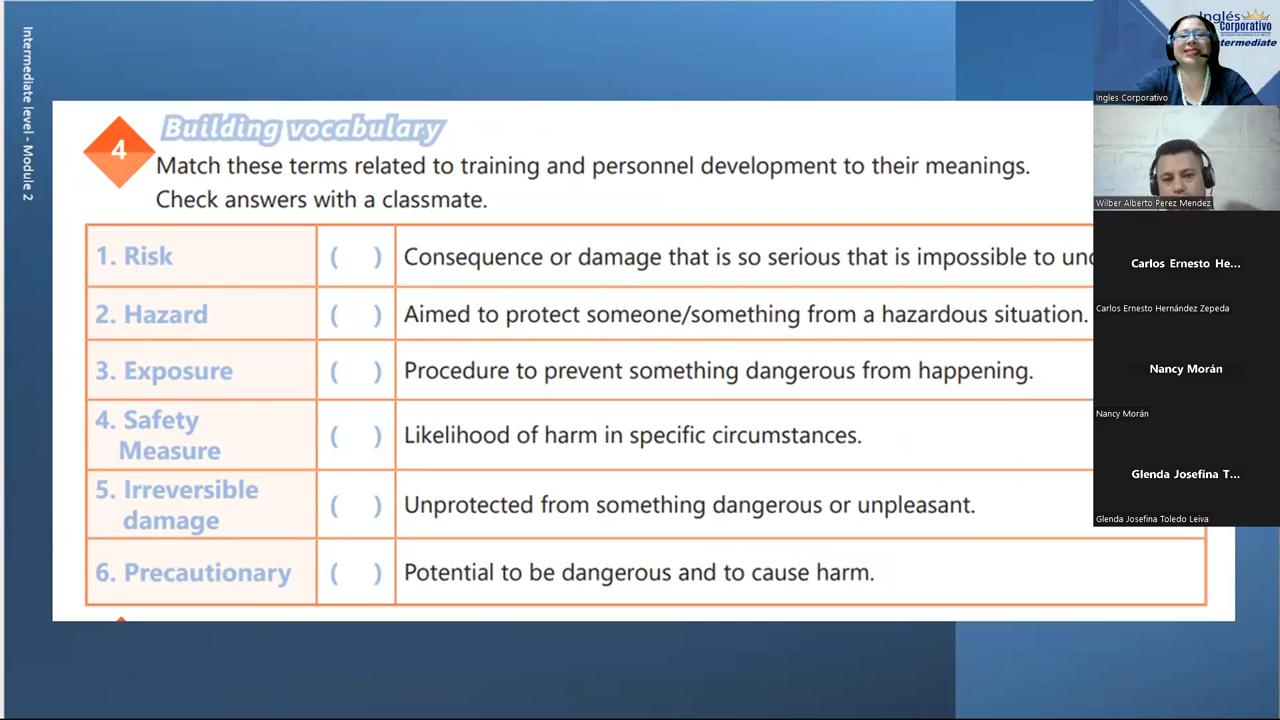 Intermediate level - Module 2
4
Building vocabulary
Match these terms related to training and personnel development to their meanings.
Check answers with a classmate.
1. Risk ( ) Consequence or damage that is so serious that is impossible to
2. Hazard ( ) Aimed to protect someone/something from a hazardous situation.
3. Exposure ( ) Procedure to prevent something dangerous from happening.
4. Safety
Measure ( ) Likelihood of harm in specific circumstances.
5. Irreversible
damage ( ) Unprotected from something dangerous or unpleasant.
6. Precautionary ( ) Potential to be dangerous and to cause harm.
Inglés
Corporativo
Intermediate
Ingles Corporativo
Wilber Alberto Perez Mendez
Carlos Ernesto He...
Carlos Ernesto Hernández Zepeda
Nancy Morán
Nancy Morán
Glenda Josefina T...
Glenda Josefina Toledo Leiva